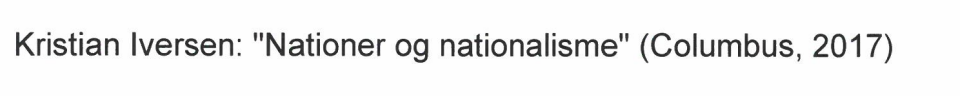 Kristian Iversen: "Nationer og nationalisme" (Columbus, 2017)